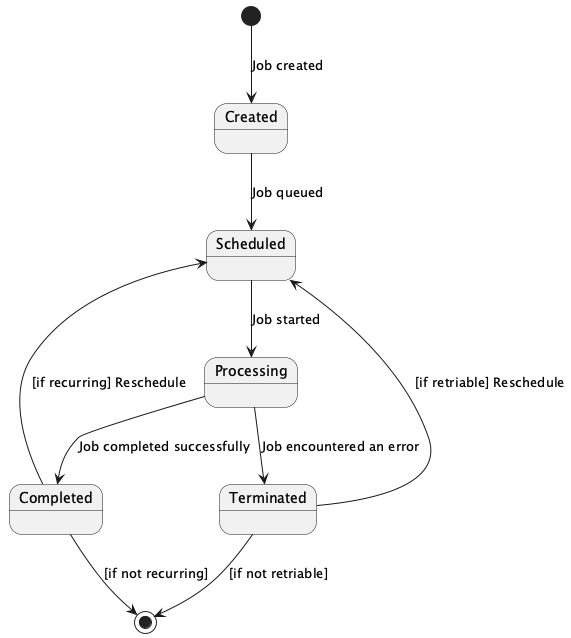 Job created
Created
Job queued
Scheduled
Job started
[if recurring] Reschedule
Processing
[if retriable] Reschedule
Job completed successfully
Job encountered an error
Completed
Terminated
[if not recurring]
[if not retriable]